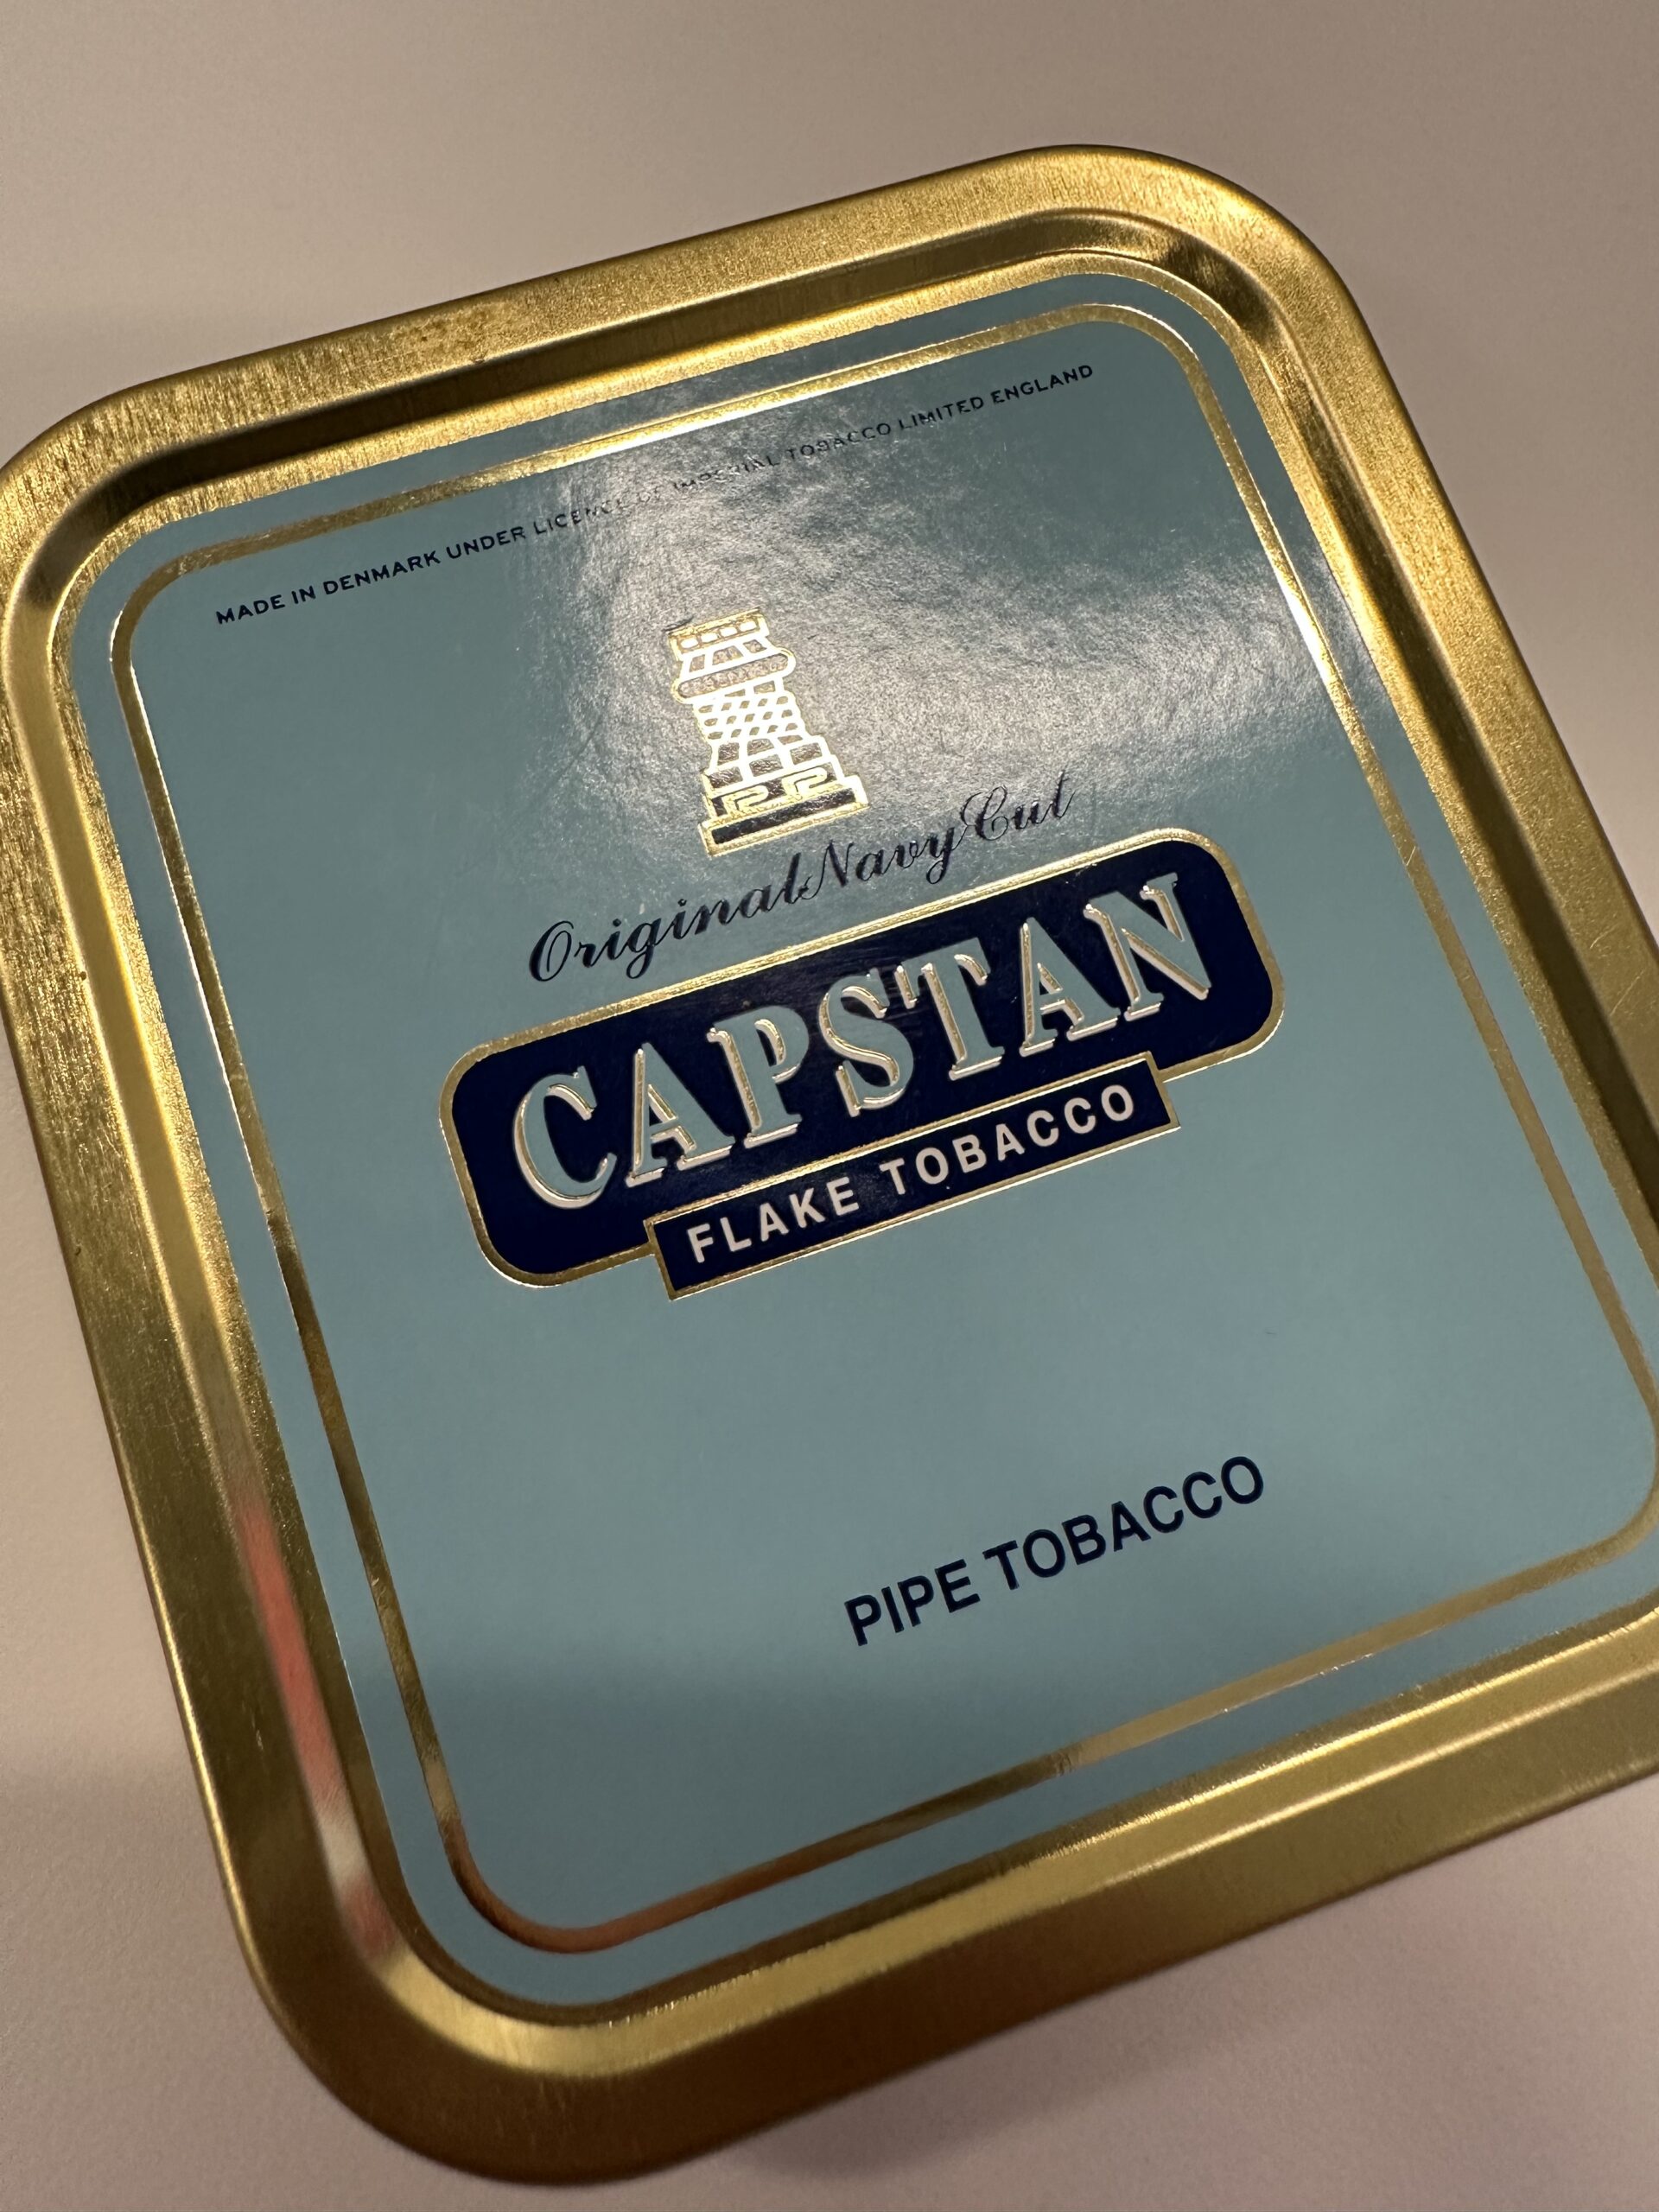 MADE IN DENMARK UNDER LICENCE OF IMPERIAL TOBACCO LIMITED ENGLAND
Original Navy Cut
CAPSTAN
FLAKE TOBACCO
PIPE TOBACCO